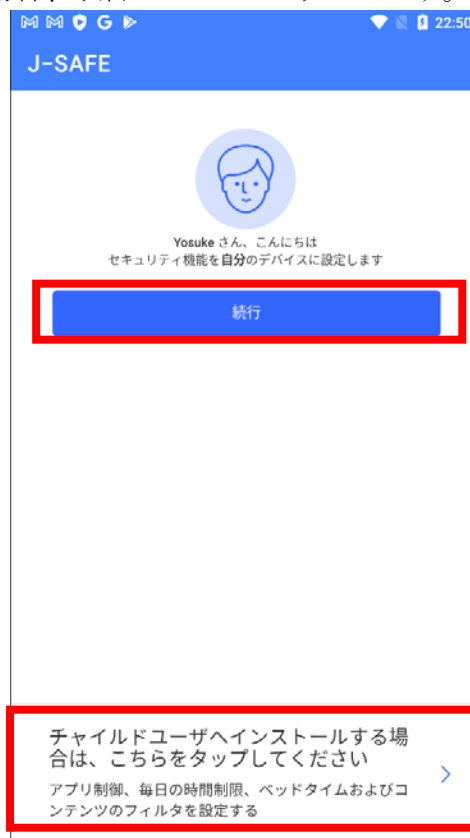 22:50
J-SAFE
Yosuke さん、こんにちは
セキュリティ機能を自分のデバイスに設定します
続行
チャイルドユーザへインストールする場
合は、こちらをタップしてください
アプリ制御、毎日の時間制限、ベッドタイムおよびコ
ンテンツのフィルタを設定する